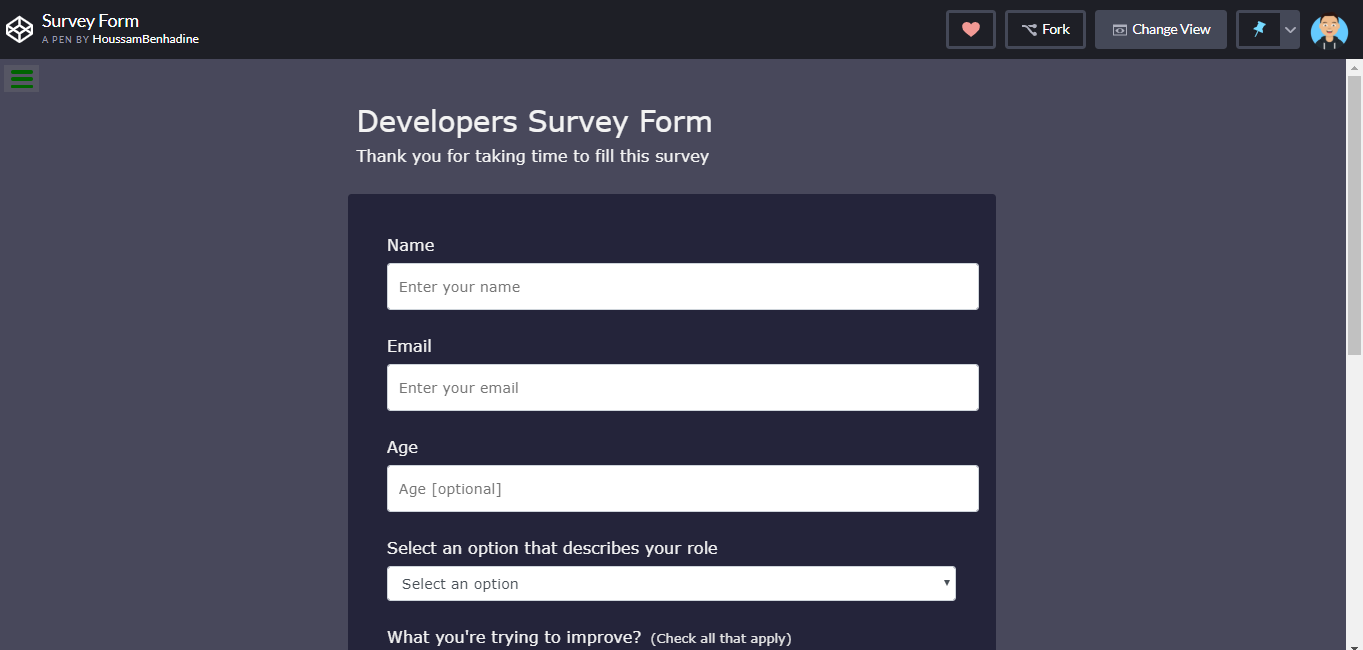 Survey Form
A PEN BY HoussamBenhadine
Fork
Change View
Developers Survey Form
Thank you for taking time to fill this survey
Name
Enter your name
Email
Enter your email
Age
Age [optional]
Select an option that describes your role
Select an option
What you're trying to improve? (Check all that apply)